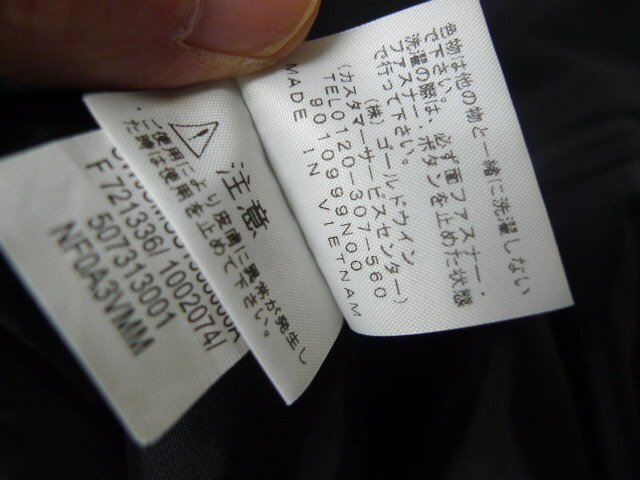 色物は他の物と一緒に洗濯しない
で下さい。
洗濯の際は、必ず面ファスナー・
ファスナー、ボタンを止めた状態
で行って下さい。
(株)ゴールドウイン
(カスタマーサービスセンター)
TEL0120-307-560
901099N00
MADE IN VIETNAM
注意
ご使用により皮膚に異常が発生し
た時は使用を止めて下さい。
F 721336/ 1002074/
507313001
NF0A3VMM